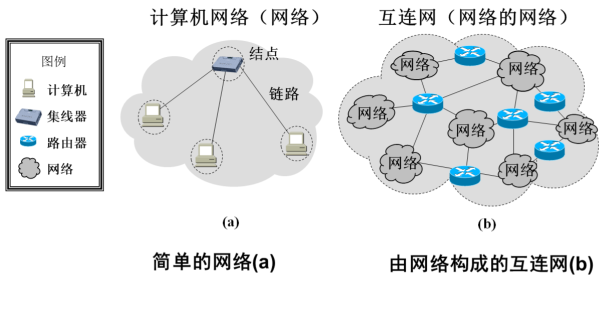 计算机网络（网络）
互连网（网络的网络）
图例
计算机
集线器
路由器
网络
结点
链路
(a)
网络
网络
网络
网络
网络
网络
网络
(b)
简单的网络(a)
由网络构成的互连网(b)